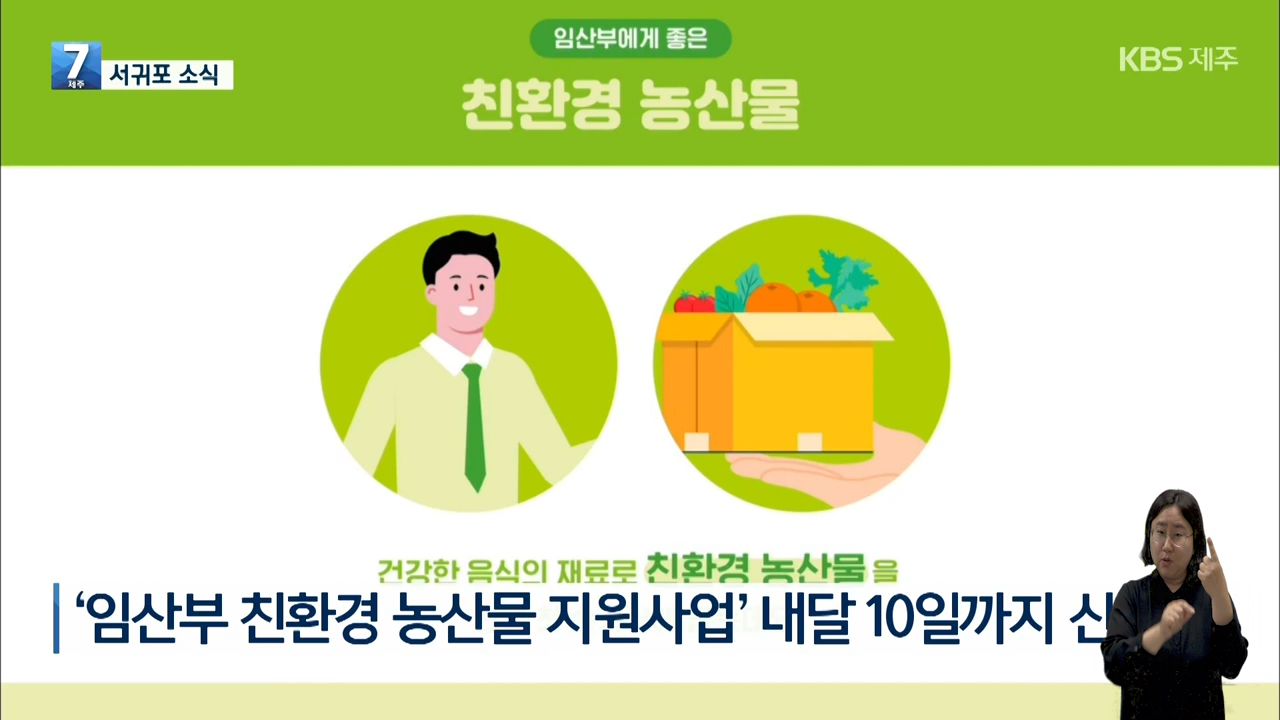 임산부에게 좋은
친환경 농산물
7
제주
서귀포 소식
KBS 제주
건강한 음식의 재료로 친환경 농산물을
‘임산부 친환경 농산물 지원사업’ 내달 10일까지 신